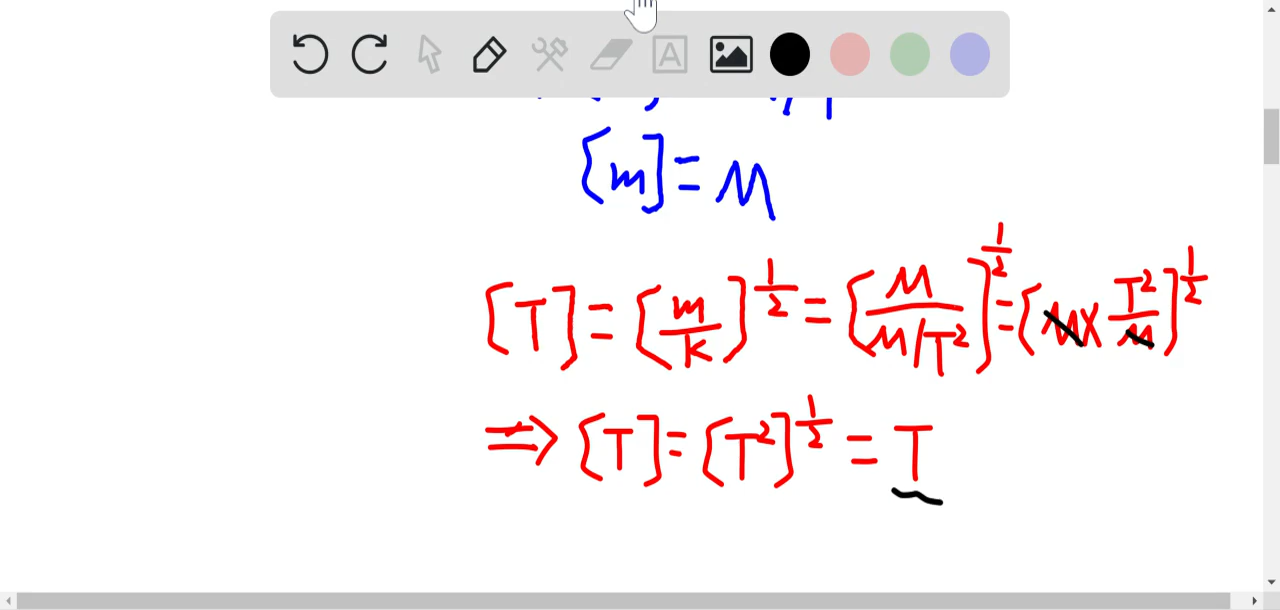 A
[m] = M
[T] = [m/k]^1/2 = [M / M/T²]^1/2 = [M x T²/M]^1/2
⇒ [T] = [T²]^1/2 = T